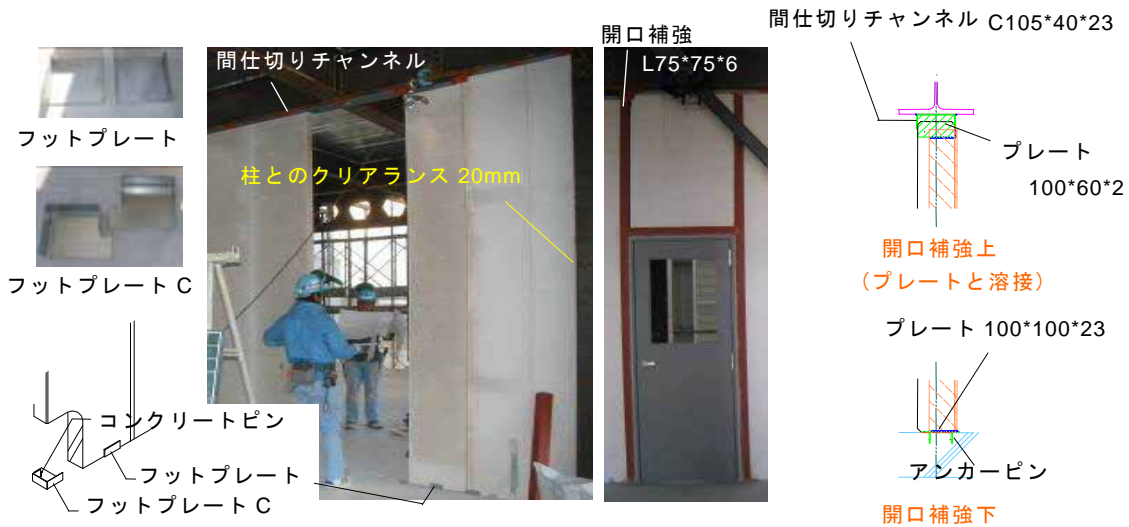 フットプレート
フットプレート C
コンクリートピン
フットプレート
フットプレート C
間仕切りチャンネル
柱とのクリアランス 20mm
開口補強
L75*75*6
間仕切りチャンネル C105*40*23
プレート
100*60*2
開口補強上
（プレートと溶接）
プレート 100*100*23
アンカーピン
開口補強下